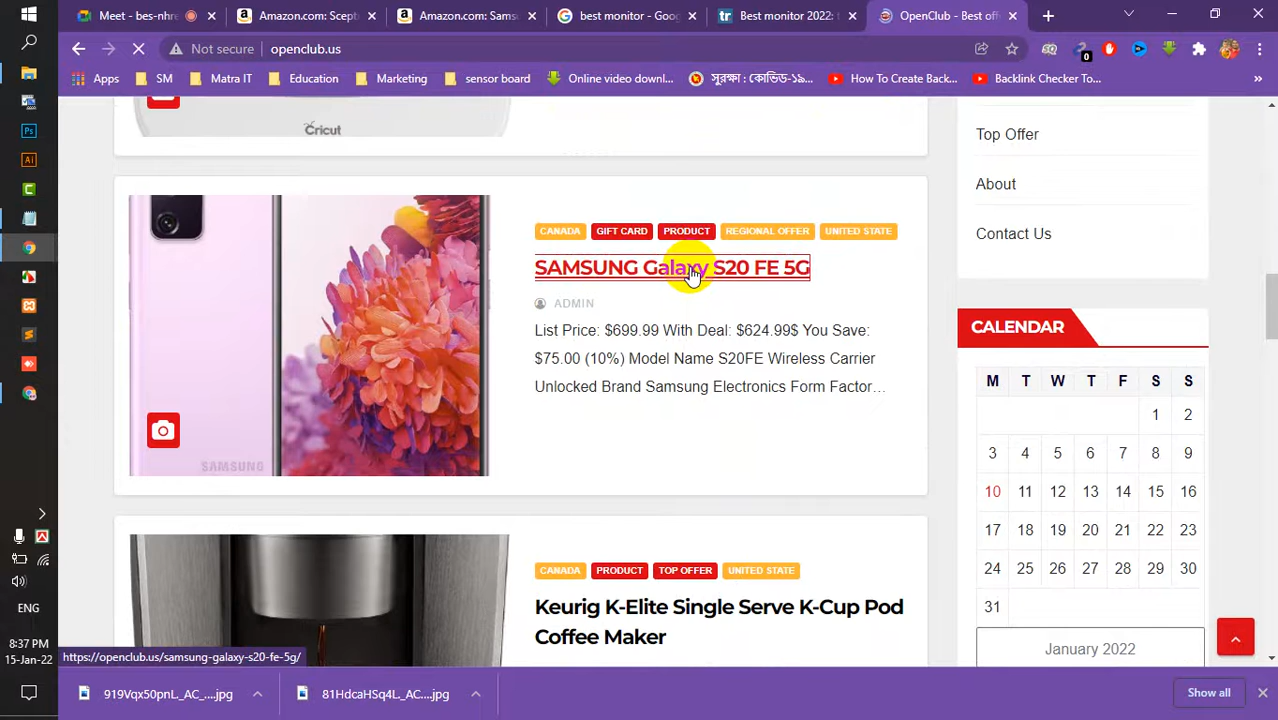 Meet - bes-nhre
Amazon.com: Scept
Amazon.com: Sams
best monitor - Goo
Best monitor 2022:
OpenClub - Best off
Not secure
openclub.us
Apps
SM
Matra IT
Education
Marketing
sensor board
Online video downl...
সুরক্ষা: কোভিড-১৯...
How To Create Back...
Backlink Checker To...
Cricut
CANADA GIFT CARD PRODUCT REGIONAL OFFER UNITED STATE
SAMSUNG Galaxy S20 FE 5G
ADMIN
List Price: $699.99 With Deal: $624.99$ You Save:
$75.00 (10%) Model Name S20FE Wireless Carrier
Unlocked Brand Samsung Electronics Form Factor…
SAMSUNG
CANADA PRODUCT TOP OFFER UNITED STATE
Keurig K-Elite Single Serve K-Cup Pod
Coffee Maker
Top Offer
About
Contact Us
CALENDAR
M T W T F S S
1 2
3 4 5 6 7 8 9
10 11 12 13 14 15 16
17 18 19 20 21 22 23
24 25 26 27 28 29 30
31
January 2022
https://openclub.us/samsung-galaxy-s20-fe-5g/
919Vqx50pnL_AC_....jpg
81HdcaHSq4L_AC....jpg
Show all
ENG
8:37 PM
15-Jan-22
0
Ps
Ai